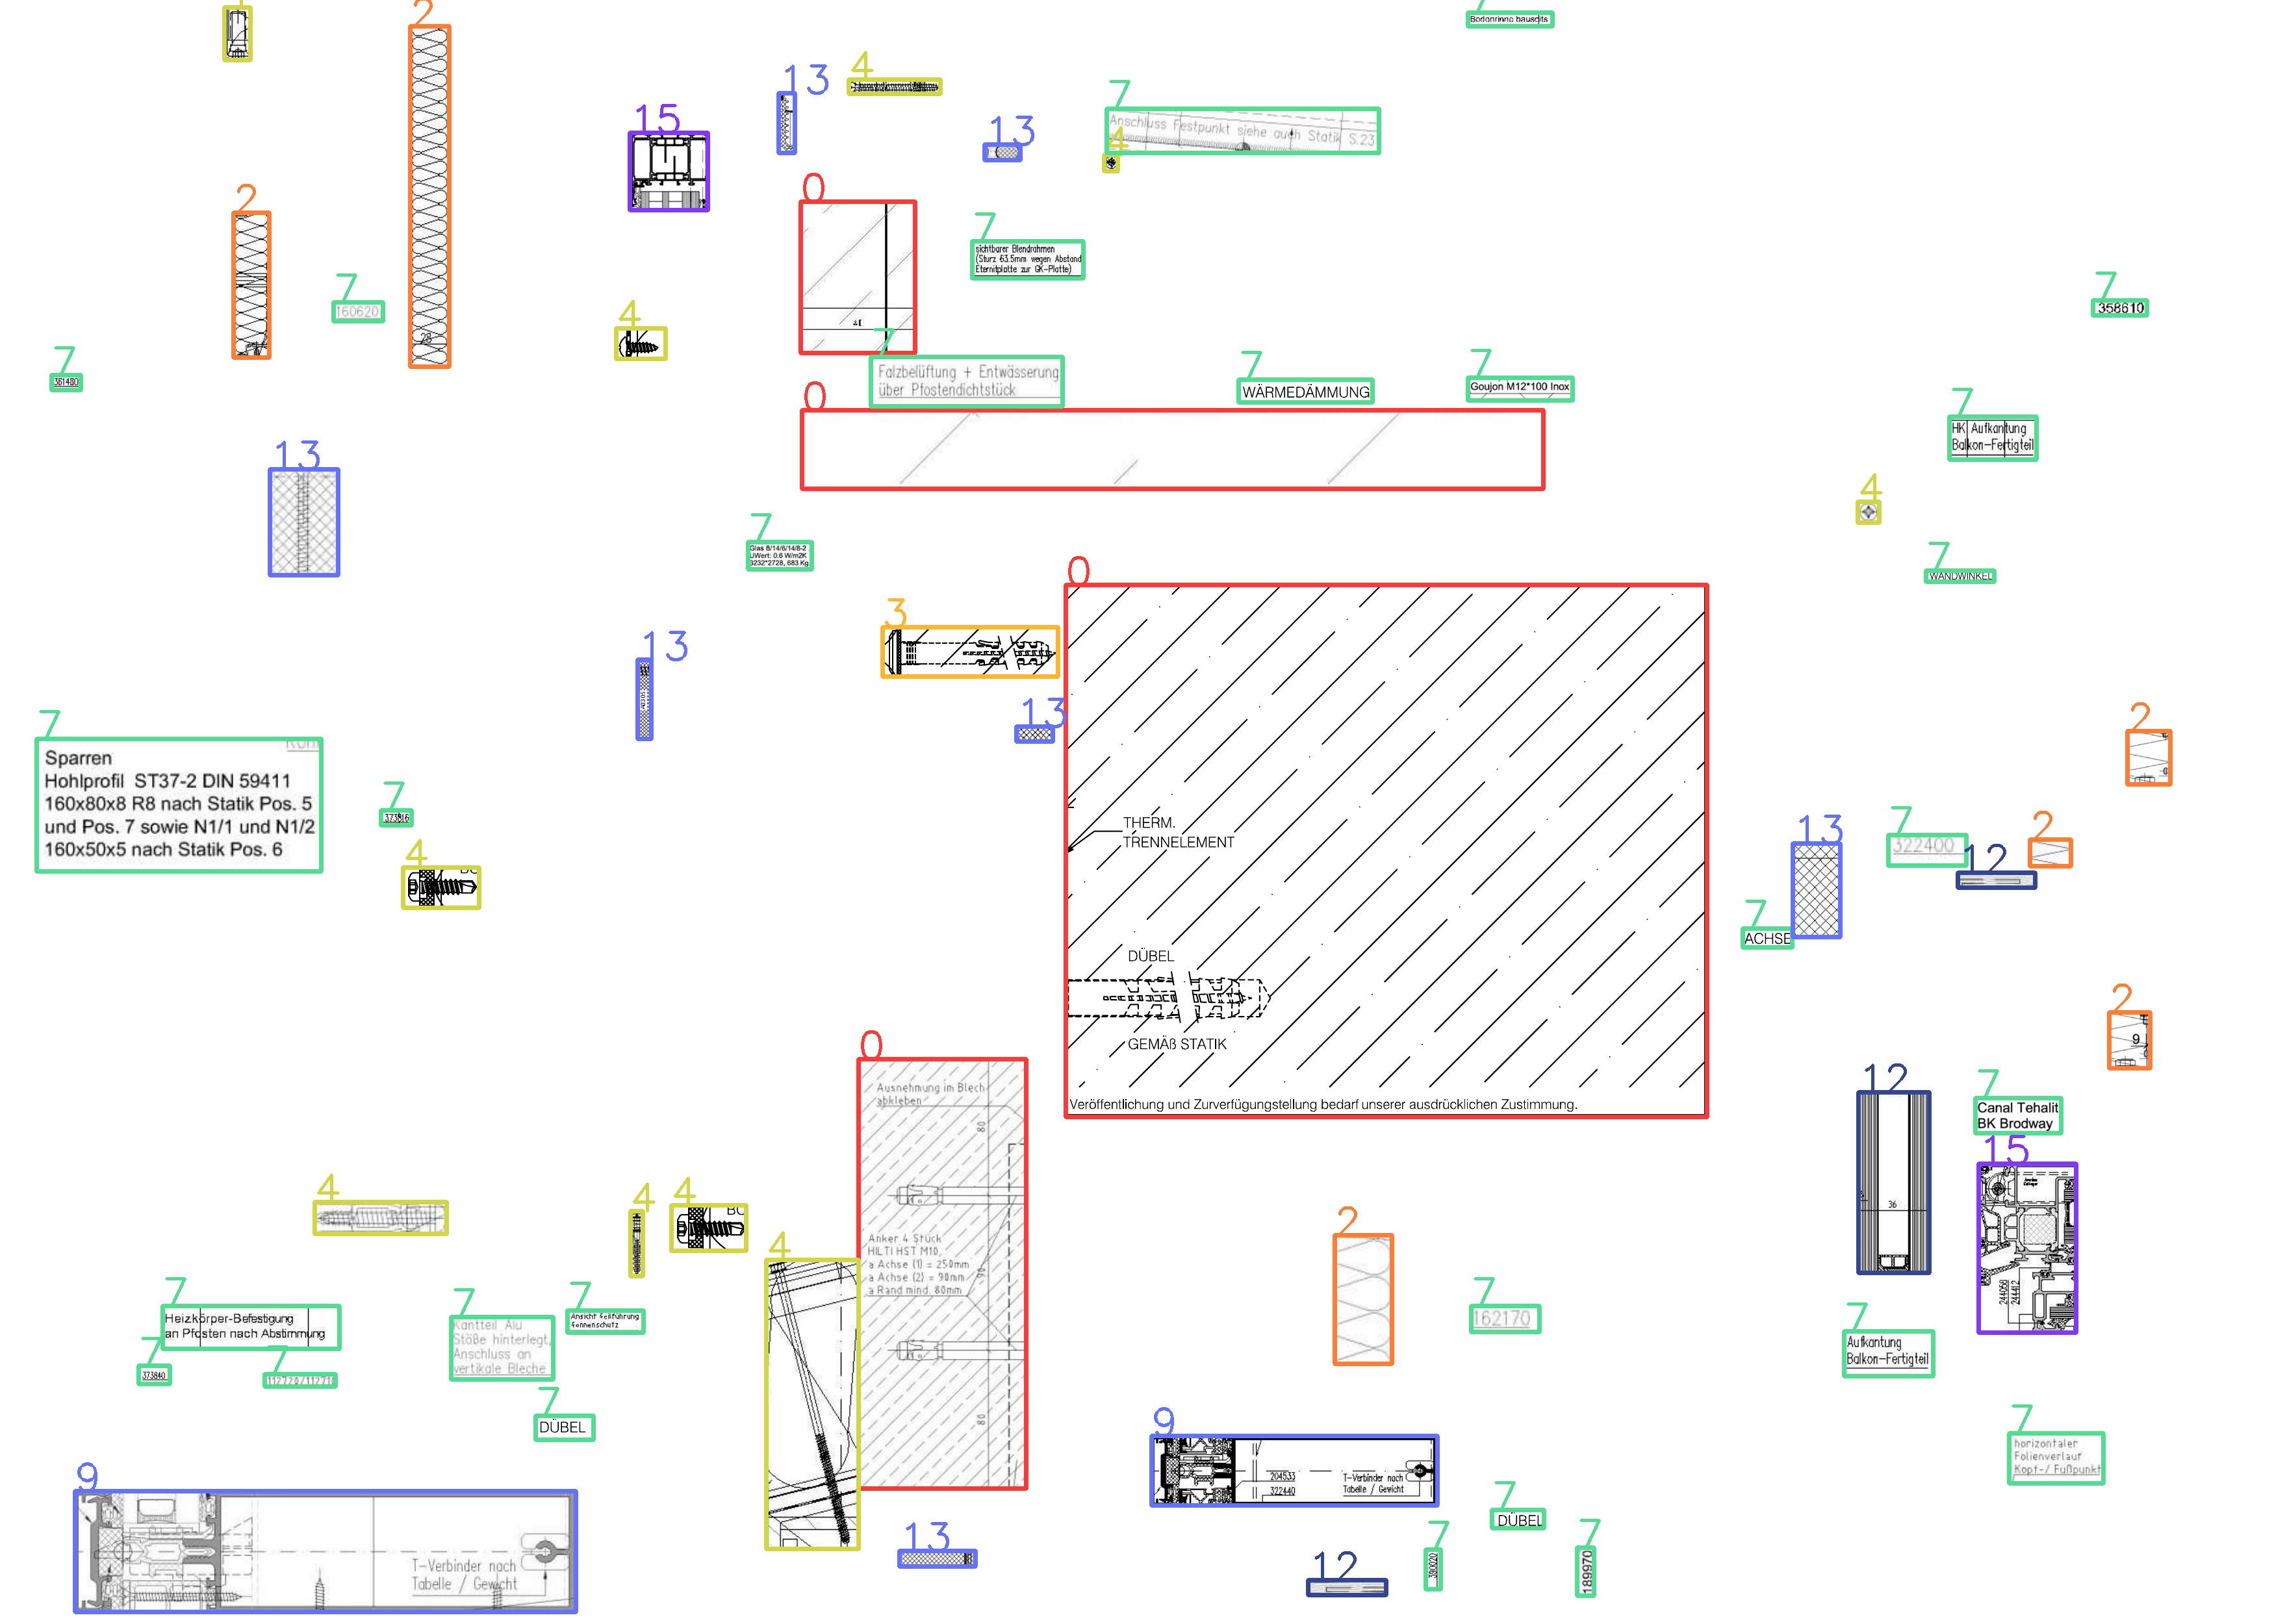 2
7
Bodonrinne bausdits
13
4
15
13
7
Anschluss Festpunkt siehe auch Statik S.23
4
0
2
7
sichtbarer Blendrahmen
(Sturz 63.5mm wegen Abstand
Eternitplatte zur GK-Platte)
7
160620
28
7
358610
4
7
361480
7
Falzbelüftung + Entwässerung
über Pfostendichtstück
7
WÄRMEDÄMMUNG
7
Goujon M12*100 Inox
0
7
HK Aufkantung
Balkon-Fertigteil
13
4
7
Glas 8/14/6/14/8-2
UWert: 0.6 W/m2K
3232*2728, 683 Kg
7
WANDWINKEL
0
3
13
13
2
7
Sparren
Hohlprofil ST37-2 DIN 59411
160x80x8 R8 nach Statik Pos. 5
und Pos. 7 sowie N1/1 und N1/2
160x50x5 nach Statik Pos. 6
7
373816
4
THERM.
TRENNELEMENT
13
7
322400
12
2
7
ACHSE
DÜBEL
GEMÄß STATIK
Veröffentlichung und Zurverfügungstellung bedarf unserer ausdrücklichen Zustimmung.
2
9
0
Ausnehmung im Blech
abkleben
80
12
36
7
Canal Tehalit
BK Brodway
15
244058
244412
4
4
4
BC
4
Anker 4 Stück
HILTI HST M10,
a Achse (1) = 250mm
a Achse (2) = 90mm
a Rand mind. 80mm
90
80
2
7
162170
7
Heizkörper-Befestigung
an Pfosten nach Abstimmung
7
373840
7
7
Kantteil Alu
Stöße hinterlegt,
Anschluss an
vertikale Bleche
7
Ansicht
7
DÜBEL
7
Aufkantung
Balkon-Fertigteil
7
horizontaler
Folienverlauf
Kopf-/ Fußpunkt
9
T-Verbinder nach
Tabelle / Gewicht
13
9
204533
322440
T-Verbinder nach
Tabelle / Gewicht
12
7
390020
7
DÜBEL
7
189970